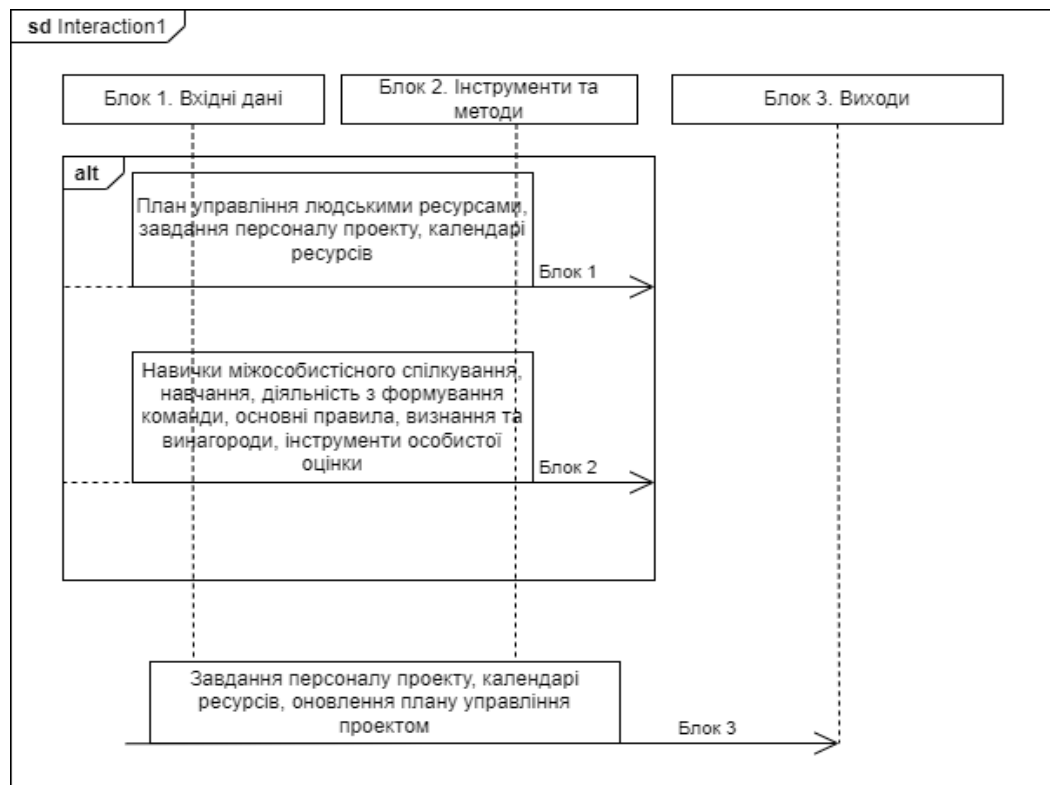 sd Interaction1
Блок 1. Вхідні дані
Блок 2. Інструменти та
методи
Блок 3. Виходи
alt
План управління людськими ресурсами,
завдання персоналу проекту, календарі
ресурсів
Блок 1
Навички міжособистісного спілкування,
навчання, діяльність з формування
команди, основні правила, визнання та
винагороди, інструменти особистої
оцінки
Блок 2
Завдання персоналу проекту, календарі
ресурсів, оновлення плану управління
проектом
Блок 3